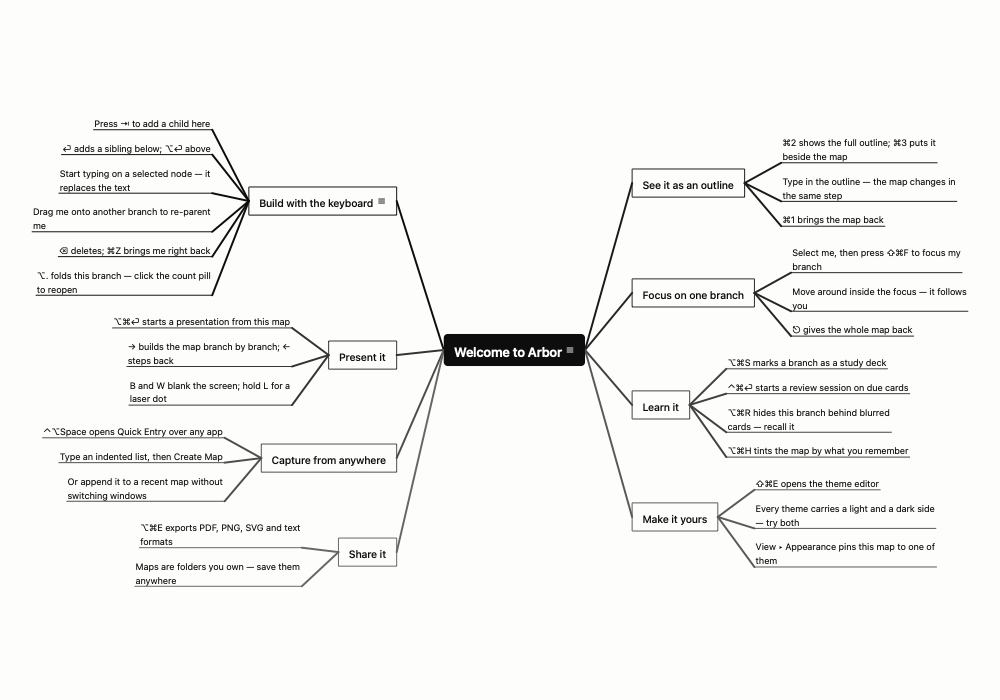 Welcome to Arbor
Build with the keyboard
Press ⇥ to add a child here
⏎ adds a sibling below; ⌥⏎ above
Start typing on a selected node — it
replaces the text
Drag me onto another branch to re-parent
me
⌫ deletes; ⌘Z brings me right back
⌥. folds this branch — click the count pill
to reopen
Present it
⌥⌘⏎ starts a presentation from this map
→ builds the map branch by branch; ←
steps back
B and W blank the screen; hold L for a
laser dot
Capture from anywhere
⌃⌥Space opens Quick Entry over any app
Type an indented list, then Create Map
Or append it to a recent map without
switching windows
Share it
⌥⌘E exports PDF, PNG, SVG and text
formats
Maps are folders you own — save them
anywhere
See it as an outline
⌘2 shows the full outline; ⌘3 puts it
beside the map
Type in the outline — the map changes in
the same step
⌘1 brings the map back
Focus on one branch
Select me, then press ⇧⌘F to focus my
branch
Move around inside the focus — it follows
you
⎋ gives the whole map back
Learn it
⌥⌘S marks a branch as a study deck
⌃⌘⏎ starts a review session on due cards
⌥⌘R hides this branch behind blurred
cards — recall it
⌥⌘H tints the map by what you remember
Make it yours
⇧⌘E opens the theme editor
Every theme carries a light and a dark side
— try both
View ‣ Appearance pins this map to one of
them